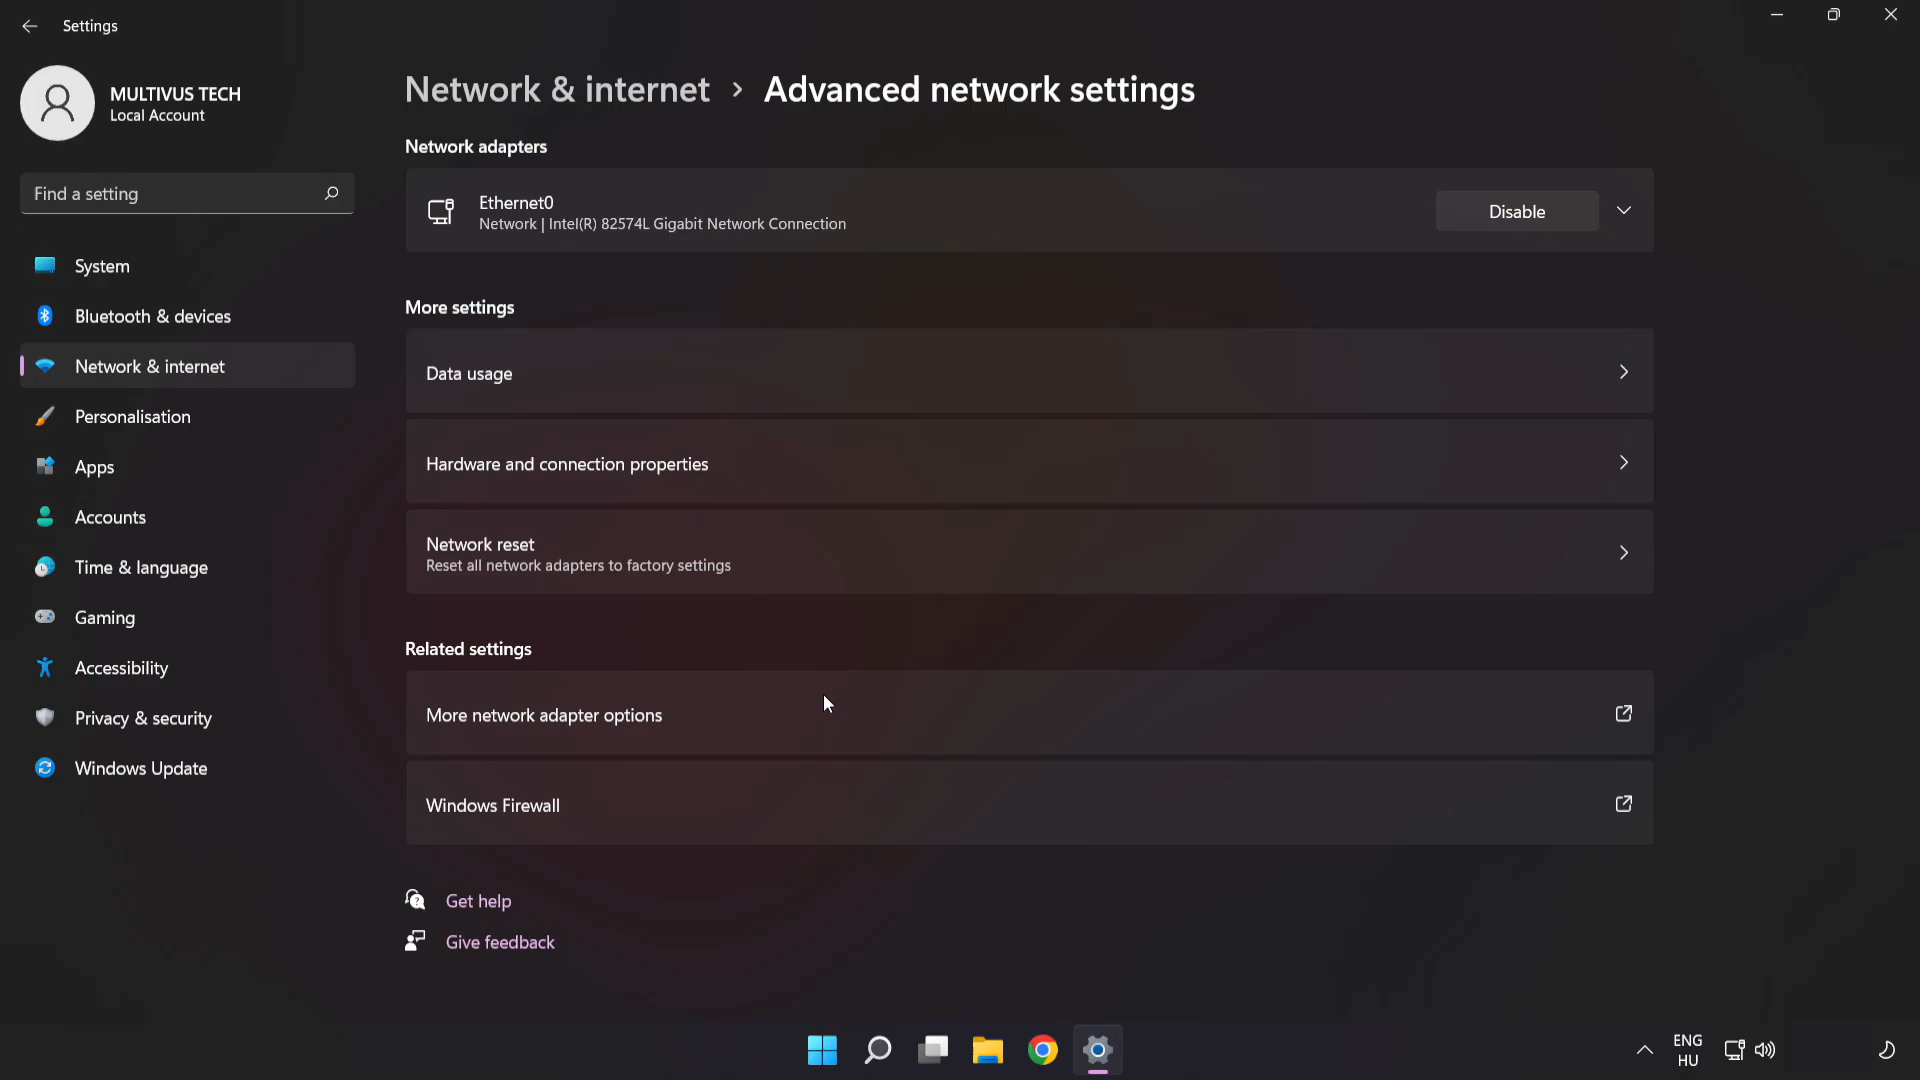 Settings
MULTIVUS TECH
Local Account
Find a setting
System
Bluetooth & devices
Network & internet
Personalisation
Apps
Accounts
Time & language
Gaming
Accessibility
Privacy & security
Windows Update
Network & internet › Advanced network settings
Network adapters
Ethernet0
Network | Intel(R) 82574L Gigabit Network Connection
Disable
More settings
Data usage
Hardware and connection properties
Network reset
Reset all network adapters to factory settings
Related settings
More network adapter options
Windows Firewall
Get help
Give feedback
ENG
HU